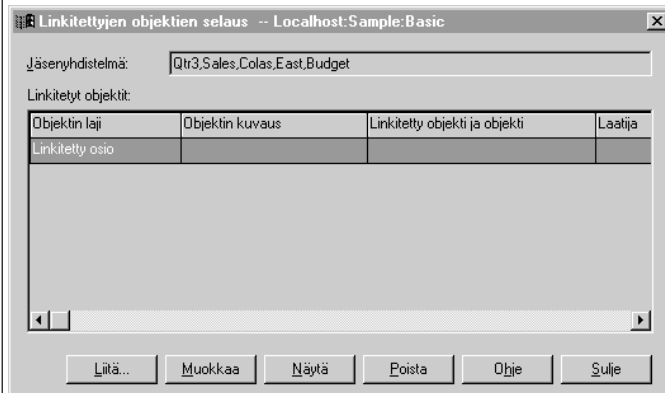 Linkitettyjen objektien selaus -- Localhost:Sample:Basic
Jäsenyhdistelmä: Qtr3,Sales,Colas,East,Budget
Linkitetyt objektit:
Objektin laji Objektin kuvaus Linkitetty objekti ja objekti Laatija
Linkitetty osio
Liitä... Muokkaa Näytä Poista Ohje Sulje